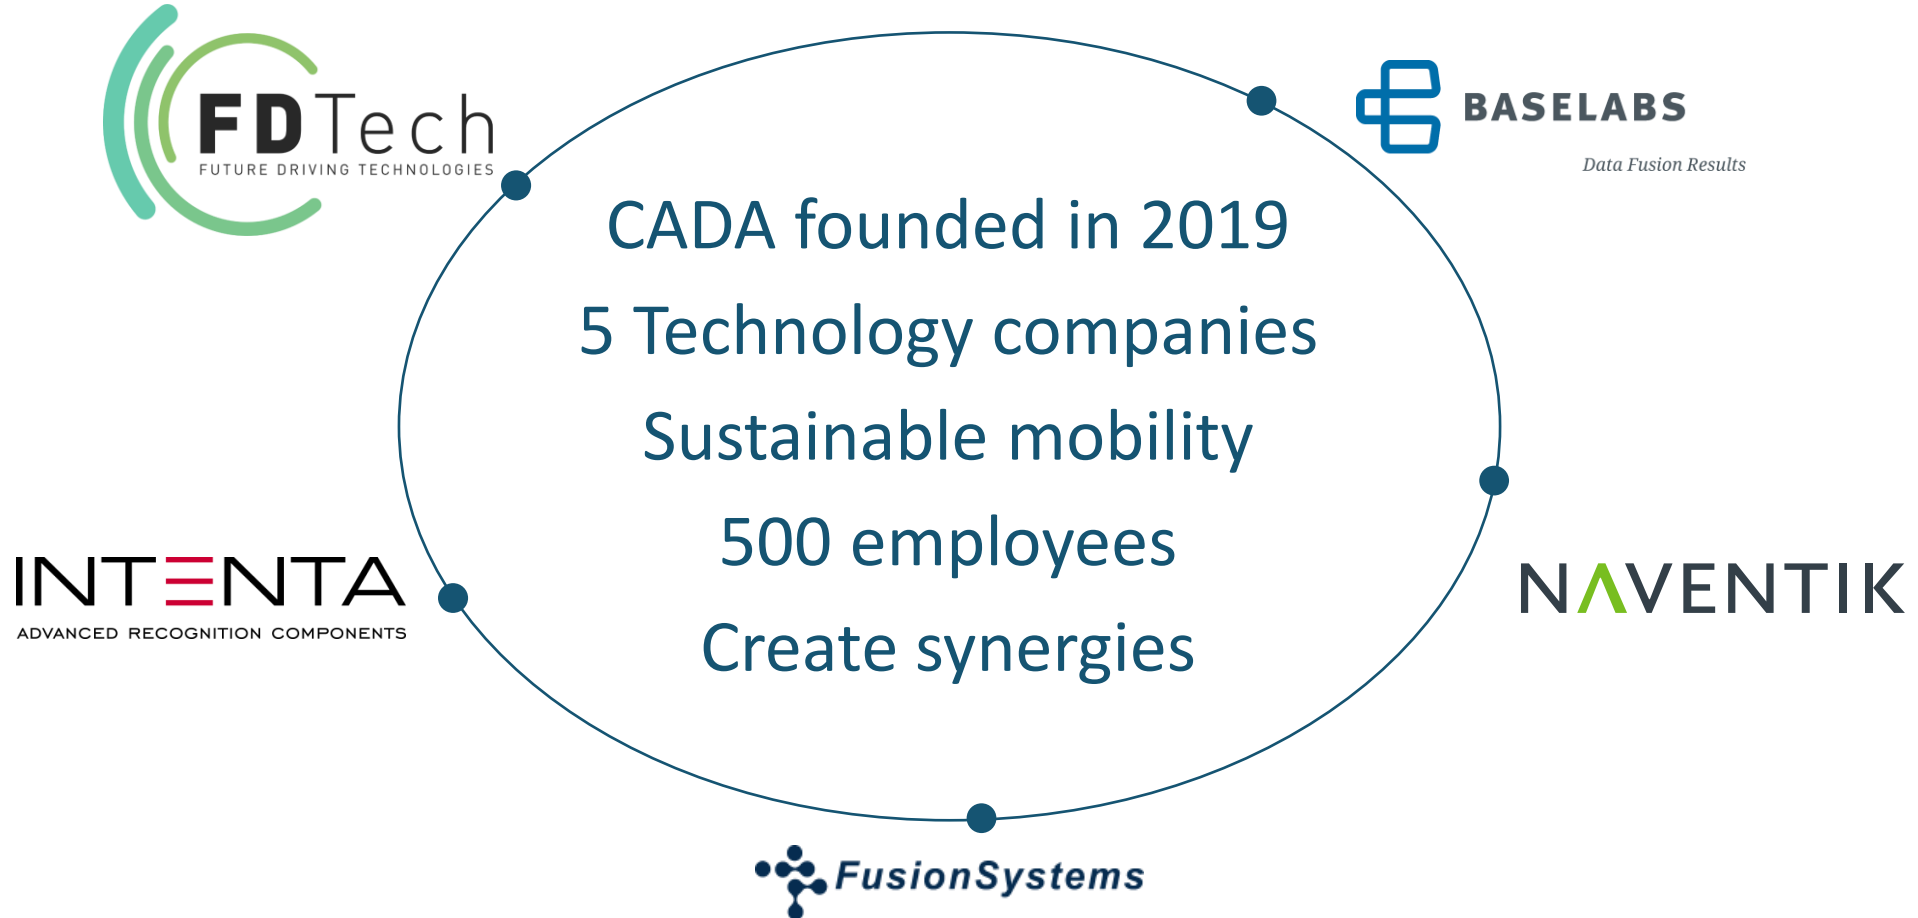 FDTech
FUTURE DRIVING TECHNOLOGIES
BASELABS
Data Fusion Results
CADA founded in 2019
5 Technology companies
Sustainable mobility
500 employees
Create synergies
INTENTA
ADVANCED RECOGNITION COMPONENTS
NAVENTIK
FusionSystems